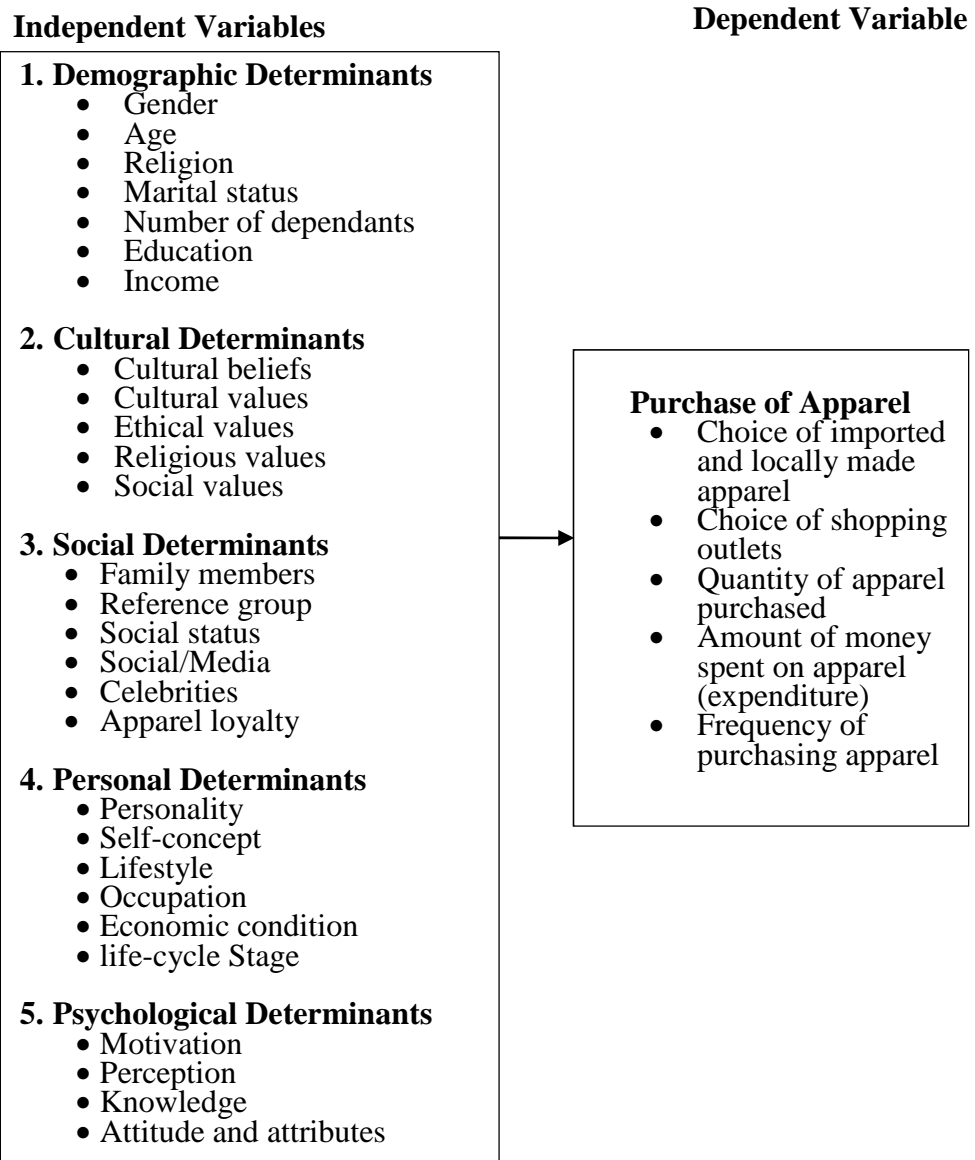 Independent Variables
Dependent Variable
1. Demographic Determinants
• Gender
• Age
• Religion
• Marital status
• Number of dependants
• Education
• Income
2. Cultural Determinants
• Cultural beliefs
• Cultural values
• Ethical values
• Religious values
• Social values
3. Social Determinants
• Family members
• Reference group
• Social status
• Social/Media
• Celebrities
• Apparel loyalty
4. Personal Determinants
• Personality
• Self-concept
• Lifestyle
• Occupation
• Economic condition
• life-cycle Stage
5. Psychological Determinants
• Motivation
• Perception
• Knowledge
• Attitude and attributes
Purchase of Apparel
• Choice of imported
and locally made
apparel
• Choice of shopping
outlets
• Quantity of apparel
purchased
• Amount of money
spent on apparel
(expenditure)
• Frequency of
purchasing apparel